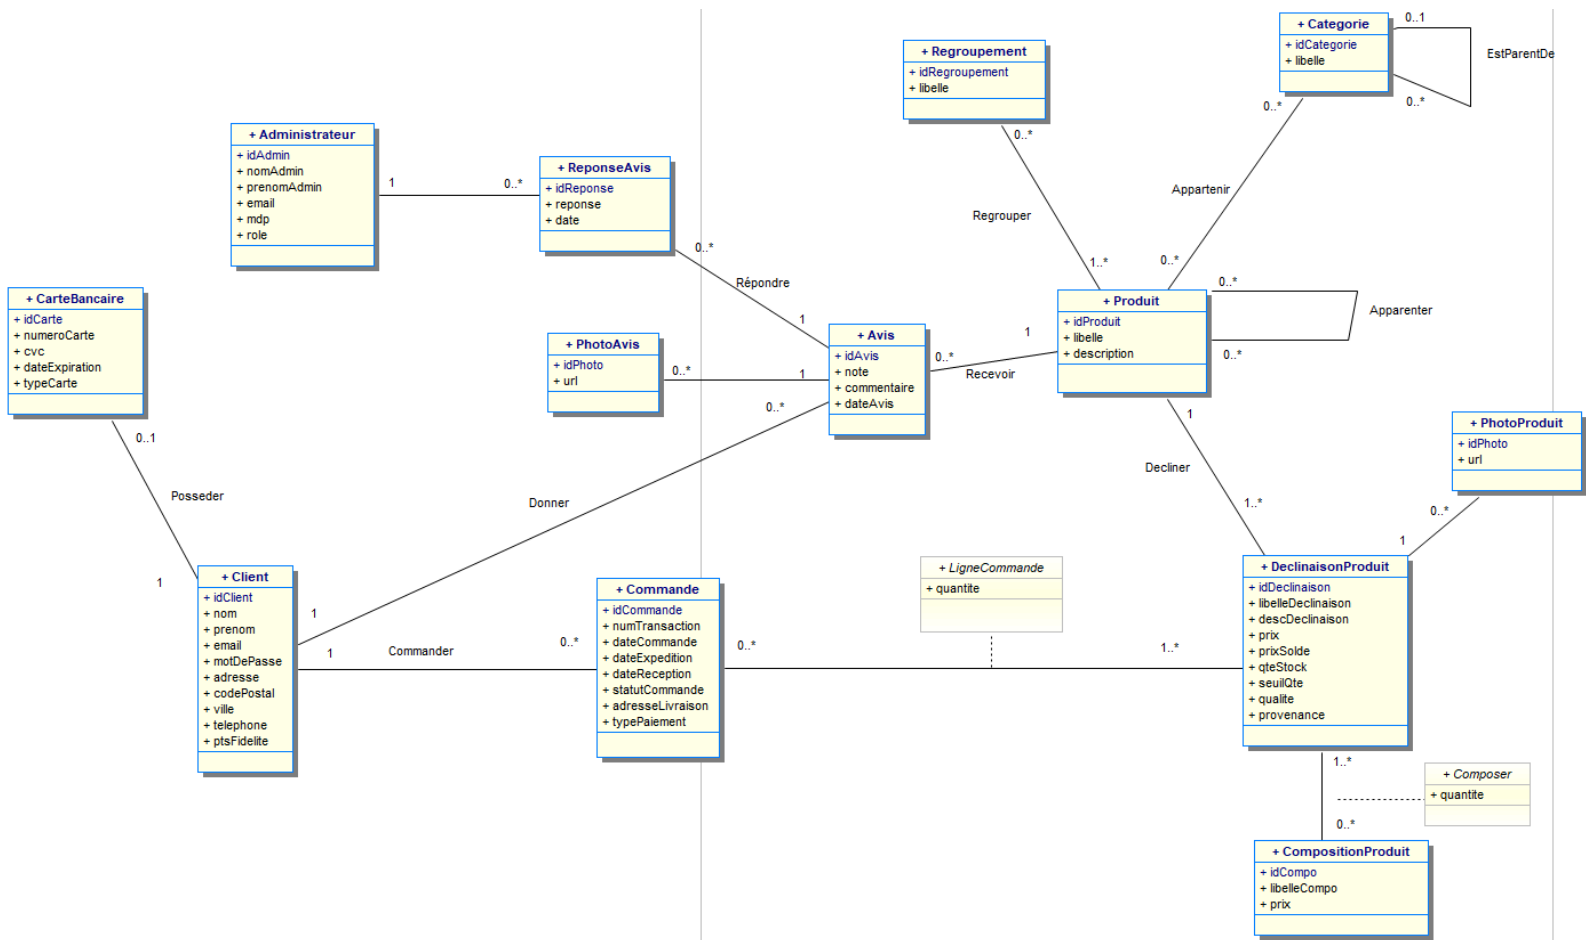 + Categorie
+ idCategorie
+ libelle
0..1
EstParentDe
0..*
0..*
+ Regroupement
+ idRegroupement
+ libelle
0..*
Regrouper
1..*
Appartenir
0..*
+ Administrateur
+ idAdmin
+ nomAdmin
+ prenomAdmin
+ email
+ mdp
+ role
1
0..*
+ ReponseAvis
+ idReponse
+ reponse
+ date
0..*
Répondre
1
+ CarteBancaire
+ idCarte
+ numeroCarte
+ cvc
+ dateExpiration
+ typeCarte
0..1
Posseder
1
+ PhotoAvis
+ idPhoto
+ url
0..*
1
+ Avis
+ idAvis
+ note
+ commentaire
+ dateAvis
0..*
Recevoir
1
+ Produit
+ idProduit
+ libelle
+ description
0..*
Apparenter
0..*
1
Decliner
1..*
+ PhotoProduit
+ idPhoto
+ url
0..*
1
0..*
Donner
1
+ Client
+ idClient
+ nom
+ prenom
+ email
+ motDePasse
+ adresse
+ codePostal
+ ville
+ telephone
+ ptsFidelite
1
Commander
0..*
+ Commande
+ idCommande
+ numTransaction
+ dateCommande
+ dateExpedition
+ dateReception
+ statutCommande
+ adresseLivraison
+ typePaiement
0..*
+ LigneCommande
+ quantite
1..*
+ DeclinaisonProduit
+ idDeclinaison
+ libelleDeclinaison
+ descDeclinaison
+ prix
+ prixSolde
+ qteStock
+ seuilQte
+ qualite
+ provenance
1..*
+ Composer
+ quantite
0..*
+ CompositionProduit
+ idCompo
+ libelleCompo
+ prix